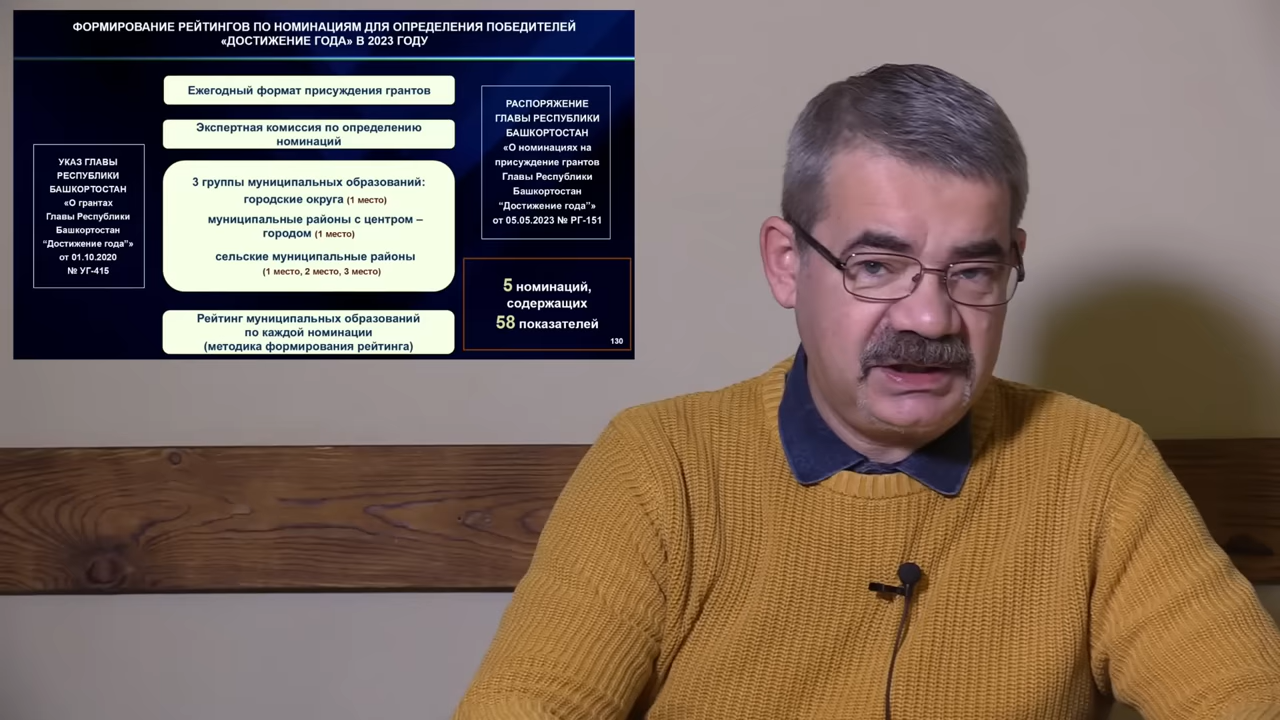 ФОРМИРОВАНИЕ РЕЙТИНГОВ ПО НОМИНАЦИЯМ ДЛЯ ОПРЕДЕЛЕНИЯ ПОБЕДИТЕЛЕЙ
«ДОСТИЖЕНИЕ ГОДА» В 2023 ГОДУ
УКАЗ ГЛАВЫ
РЕСПУБЛИКИ
БАШКОРТОСТАН
«О грантах
Главы Республики
Башкортостан
“Достижение года”»
от 01.10.2020
№ УГ-415
Ежегодный формат присуждения грантов
Экспертная комиссия по определению
номинаций
3 группы муниципальных образований:
городские округа (1 место)
муниципальные районы с центром –
городом (1 место)
сельские муниципальные районы
(1 место, 2 место, 3 место)
Рейтинг муниципальных образований
по каждой номинации
(методика формирования рейтинга)
РАСПОРЯЖЕНИЕ
ГЛАВЫ РЕСПУБЛИКИ
БАШКОРТОСТАН
«О номинациях на
присуждение грантов
Главы Республики
Башкортостан
“Достижение года”»
от 05.05.2023 № РГ-151
5 номинаций,
содержащих
58 показателей
130